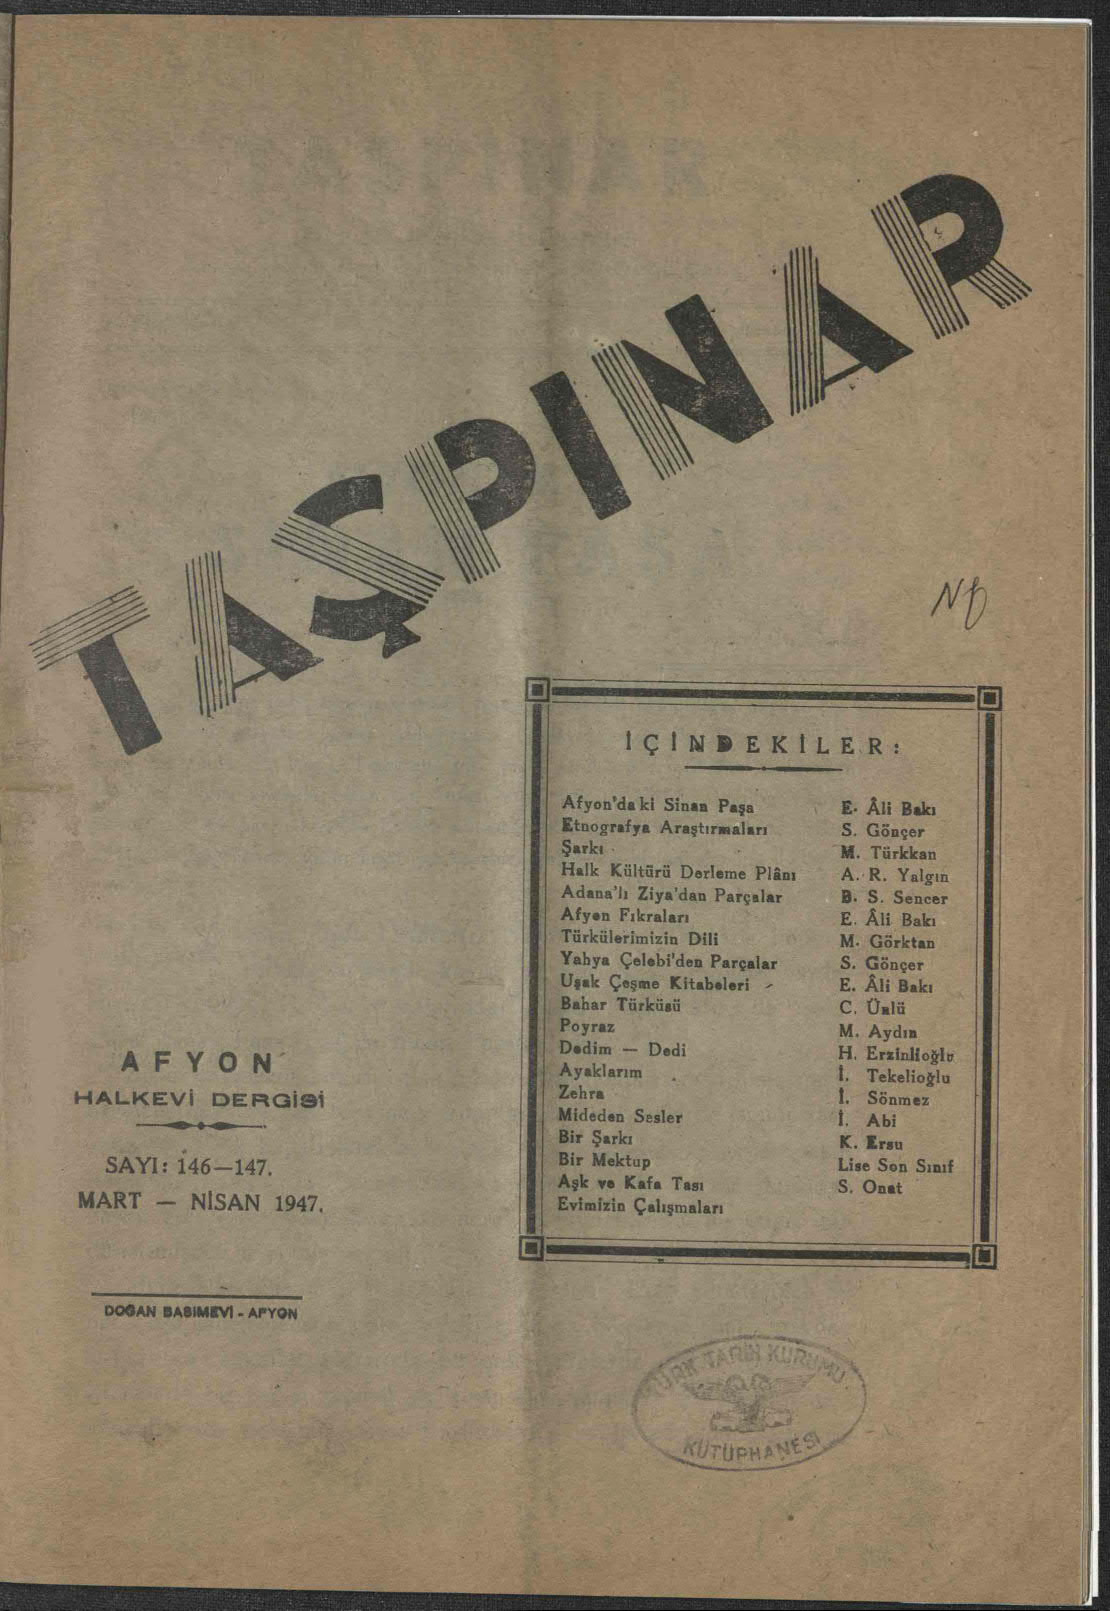 TAŞPINAR
İÇİNDEKİLER:
Afyon'daki Sinan Paşa E. Âli Bakı
Etnografya Araştırmaları S. Gönçer
Şarkı M. Türkkan
Halk Kültürü Derleme Plânı A. R. Yalgın
Adana'lı Ziya'dan Parçalar B. S. Sencer
Afyon Fıkraları E. Âli Bakı
Türkülerimizin Dili M. Görktan
Yahya Çelebi'den Parçalar S. Gönçer
Uşak Çeşme Kitabeleri E. Âli Bakı
Bahar Türküsü C. Ünlü
Poyraz M. Aydın
Dedim — Dedi H. Erzinlioğlu
Ayaklarım İ. Tekelioğlu
Zehra İ. Sönmez
Mideden Sesler İ. Abi
Bir Şarkı K. Ersu
Bir Mektup Lise Son Sınıf
Aşk ve Kafa Tası S. Onat
Evimizin Çalışmaları
AFYON
HALKEVİ DERGİSİ
SAYI: 146—147.
MART — NİSAN 1947.
DOĞAN BASIMEVİ - AFYON
TÜRK TARİH KURUMU
KÜTÜPHANESİ